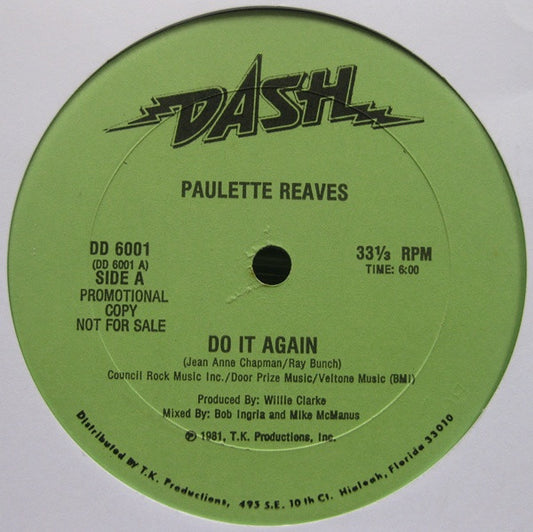 DASH
PAULETTE REAVES
DD 6001
(DD 6001 A)
SIDE A
PROMOTIONAL
COPY
NOT FOR SALE
33⅓ RPM
TIME: 6:00
DO IT AGAIN
(Jean Anne Chapman/Ray Bunch)
Council Rock Music Inc./Door Prize Music/Veltone Music (BMI)
Produced By: Willie Clarke
Mixed By: Bob Ingria and Mike McManus
℗ 1981, T.K. Productions, Inc.
Distributed By T.K. Productions, 495 S.E. 10th Ct. Hialeah, Florida 33010